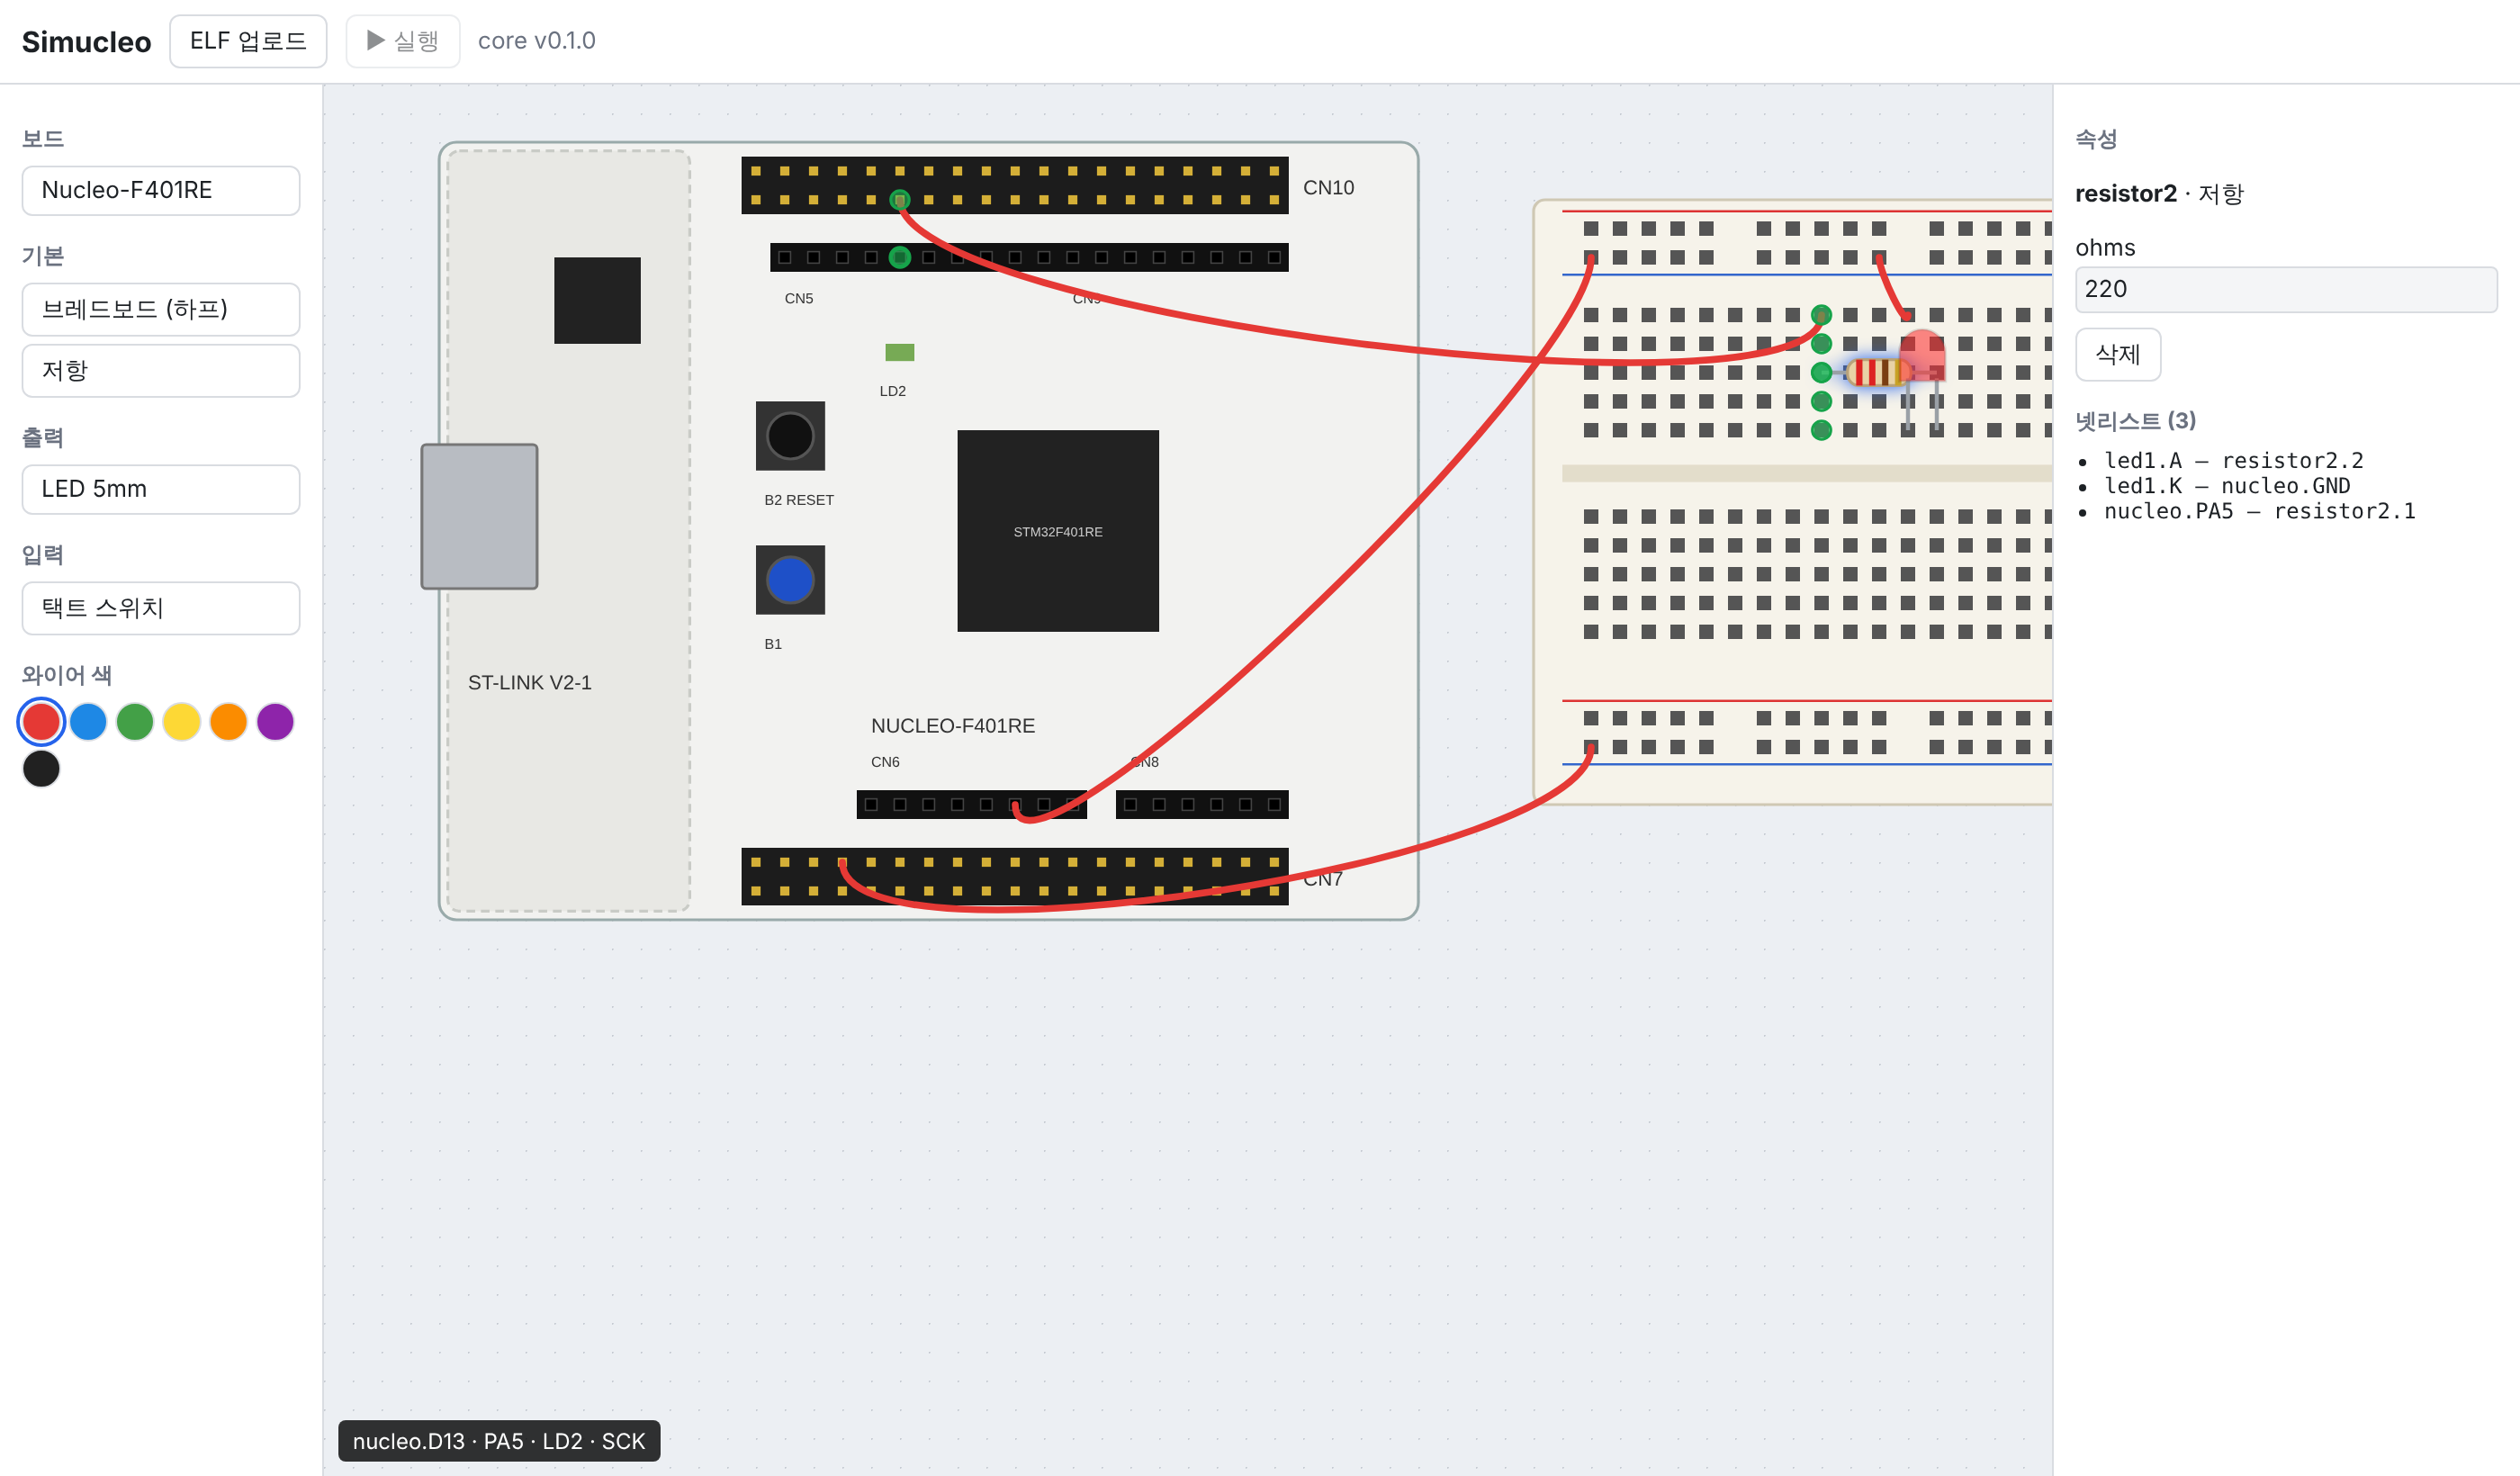 Simucleo
ELF 업로드
▶ 실행
core v0.1.0
보드
Nucleo-F401RE
기본
브레드보드 (하프)
저항
출력
LED 5mm
입력
택트 스위치
와이어 색
CN10
CN5
CN9
LD2
B2 RESET
STM32F401RE
B1
ST-LINK V2-1
NUCLEO-F401RE
CN6
CN8
CN7
nucleo.D13 · PA5 · LD2 · SCK
속성
resistor2 · 저항
ohms
220
삭제
넷리스트 (3)
• led1.A — resistor2.2
• led1.K — nucleo.GND
• nucleo.PA5 — resistor2.1